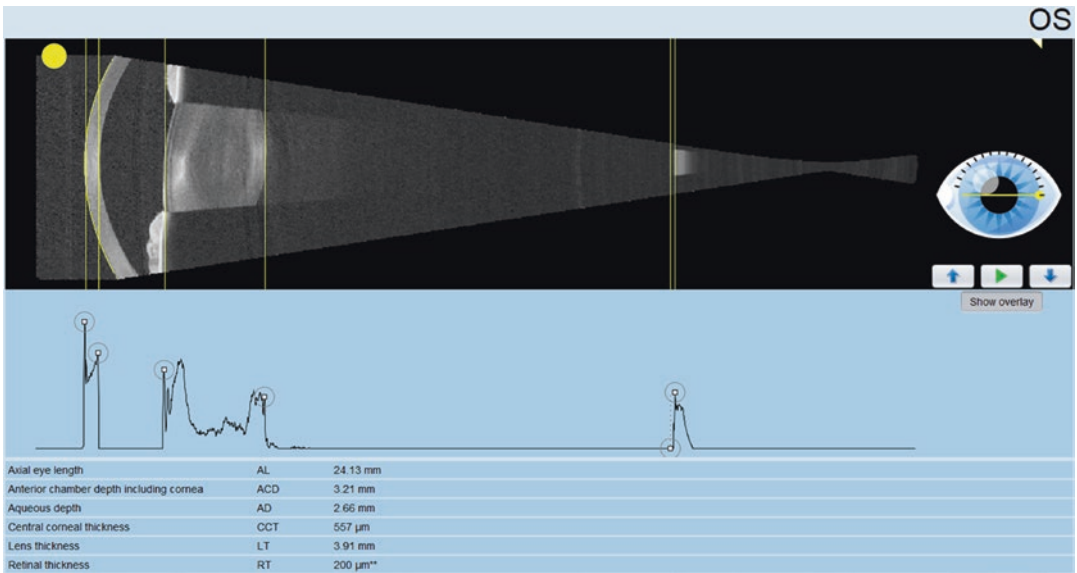 OS
Show overlay
Axial eye length AL 24.13 mm
Anterior chamber depth including cornea ACD 3.21 mm
Aqueous depth AD 2.66 mm
Central corneal thickness CCT 557 µm
Lens thickness LT 3.91 mm
Retinal thickness RT 200 µm**